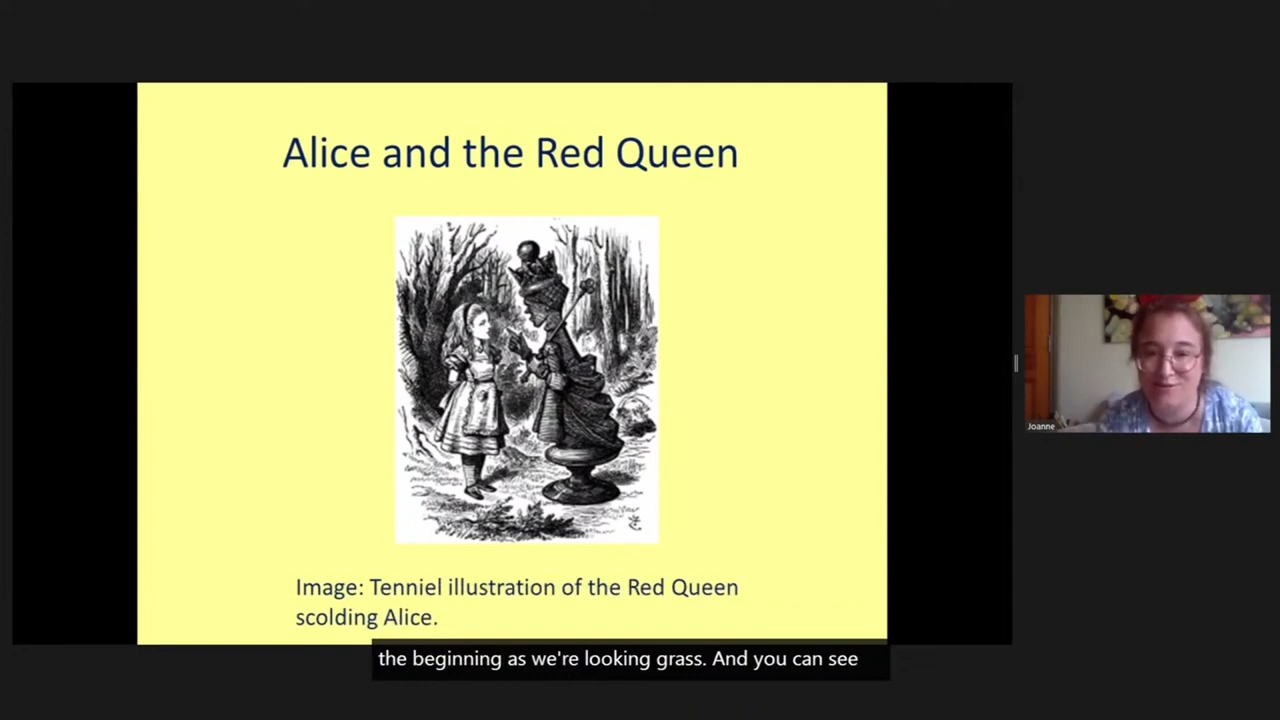 Alice and the Red Queen
Image: Tenniel illustration of the Red Queen
scolding Alice.
the beginning as we're looking grass. And you can see
Joanne